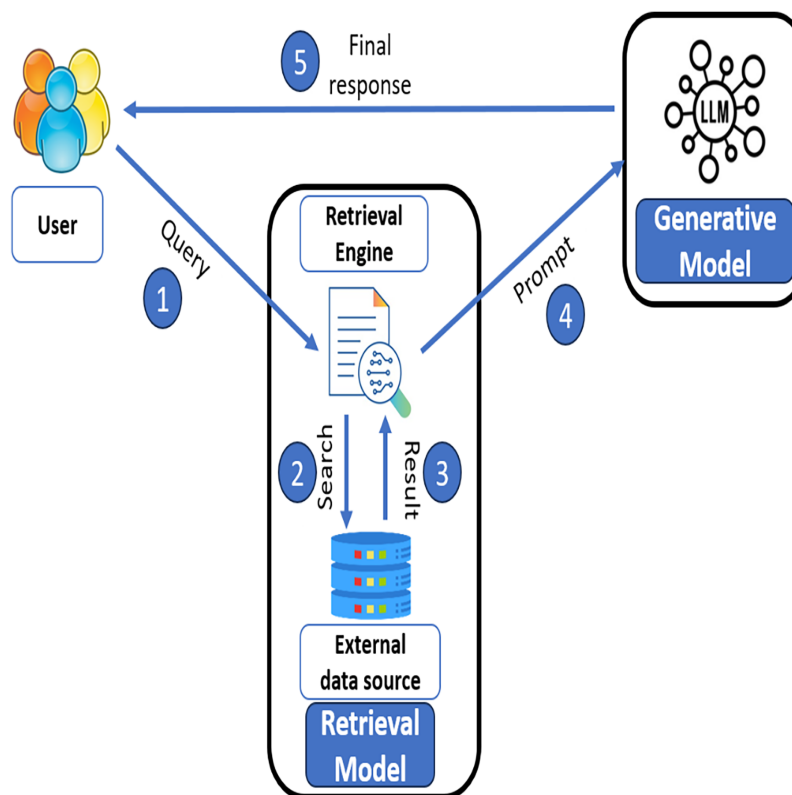 5
Final
response
LLM
User
Generative
Model
Retrieval
Engine
Query
1
Prompt
4
2
Search
Result
3
External
data source
Retrieval
Model